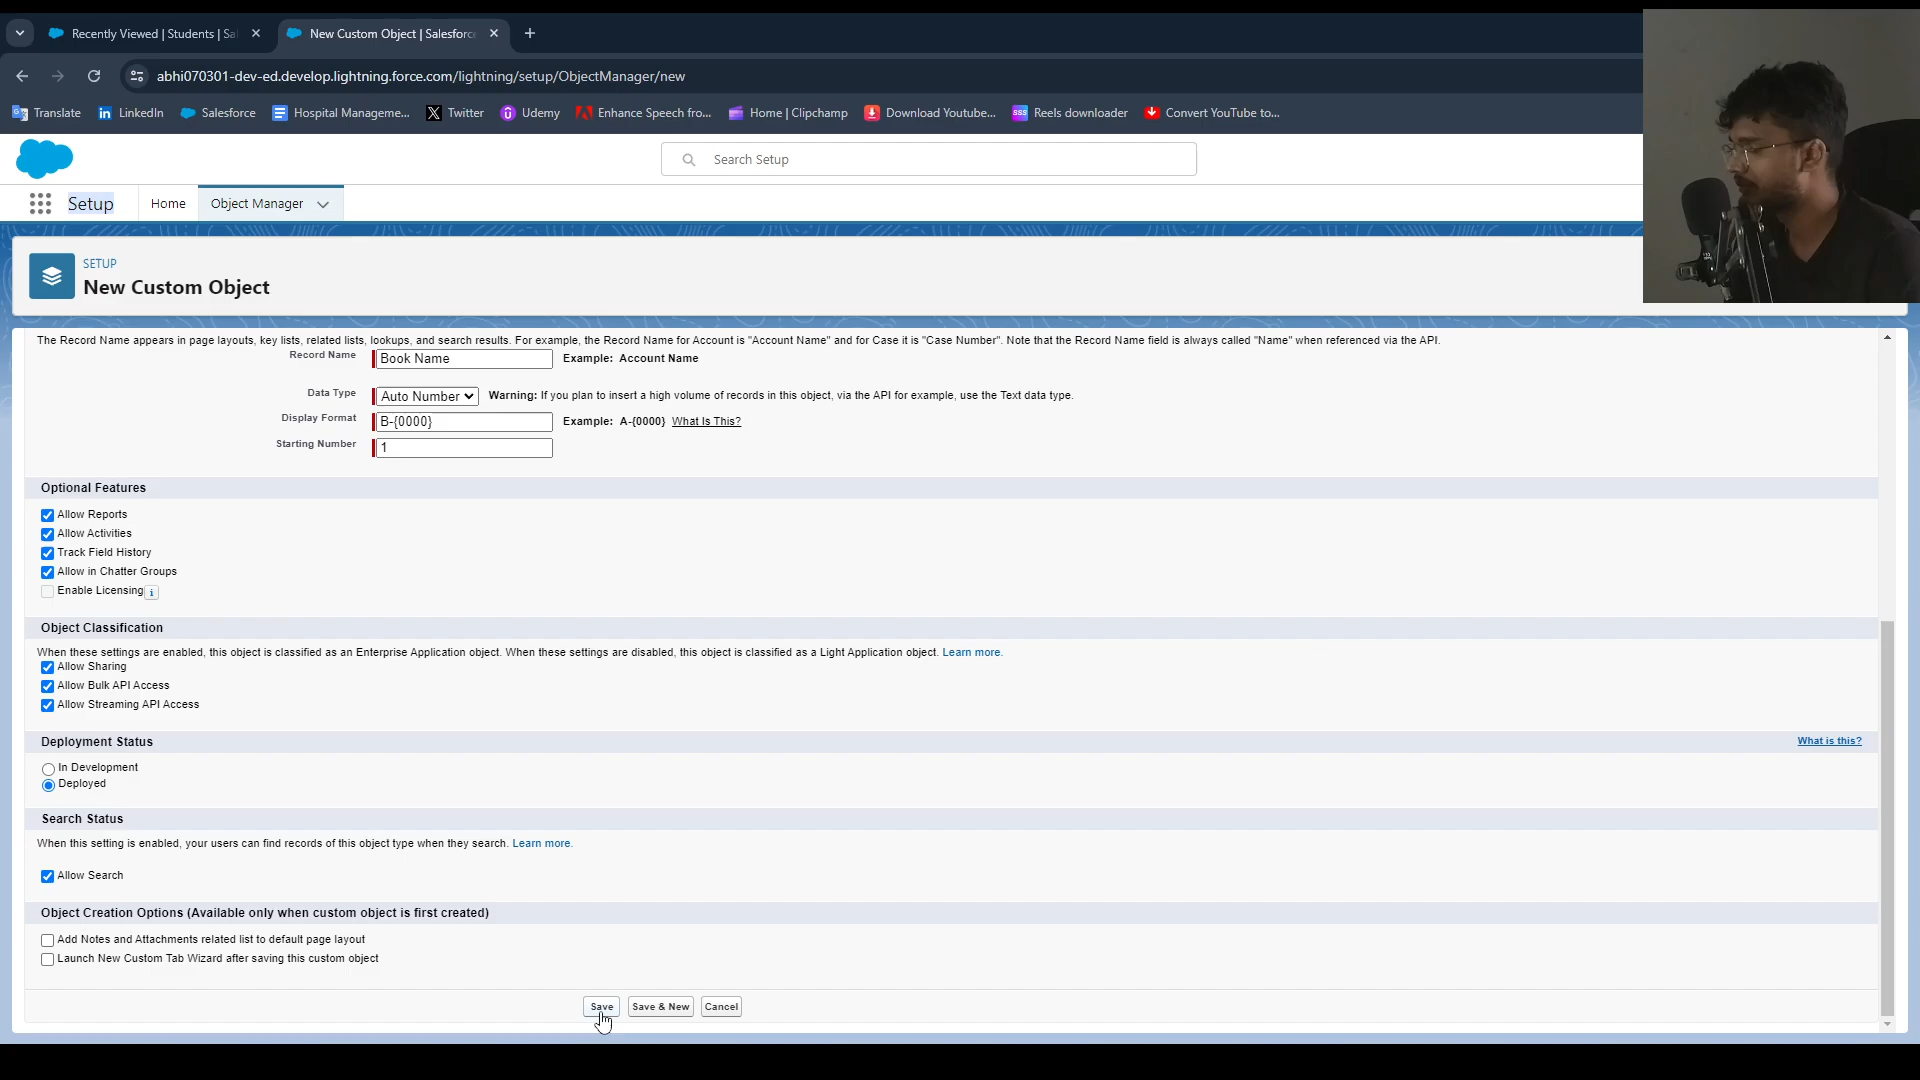 Recently Viewed | Students | Sa
New Custom Object | Salesforc
abhi070301-dev-ed.develop.lightning.force.com/lightning/setup/ObjectManager/new
Translate LinkedIn Salesforce Hospital Manageme... Twitter Udemy Enhance Speech fro... Home | Clipchamp Download Youtube... Reels downloader Convert YouTube to...
Search Setup
Setup Home Object Manager
SETUP
New Custom Object
The Record Name appears in page layouts, key lists, related lists, lookups, and search results. For example, the Record Name for Account is "Account Name" and for Case it is "Case Number". Note that the Record Name field is always called "Name" when referenced via the API.
Record Name Book Name Example: Account Name
Data Type Auto Number Warning: If you plan to insert a high volume of records in this object, via the API for example, use the Text data type.
Display Format B-{0000} Example: A-{0000} What Is This?
Starting Number 1
Optional Features
Allow Reports
Allow Activities
Track Field History
Allow in Chatter Groups
Enable Licensing i
Object Classification
When these settings are enabled, this object is classified as an Enterprise Application object. When these settings are disabled, this object is classified as a Light Application object. Learn more.
Allow Sharing
Allow Bulk API Access
Allow Streaming API Access
Deployment Status What is this?
In Development
Deployed
Search Status
When this setting is enabled, your users can find records of this object type when they search. Learn more.
Allow Search
Object Creation Options (Available only when custom object is first created)
Add Notes and Attachments related list to default page layout
Launch New Custom Tab Wizard after saving this custom object
Save Save & New Cancel